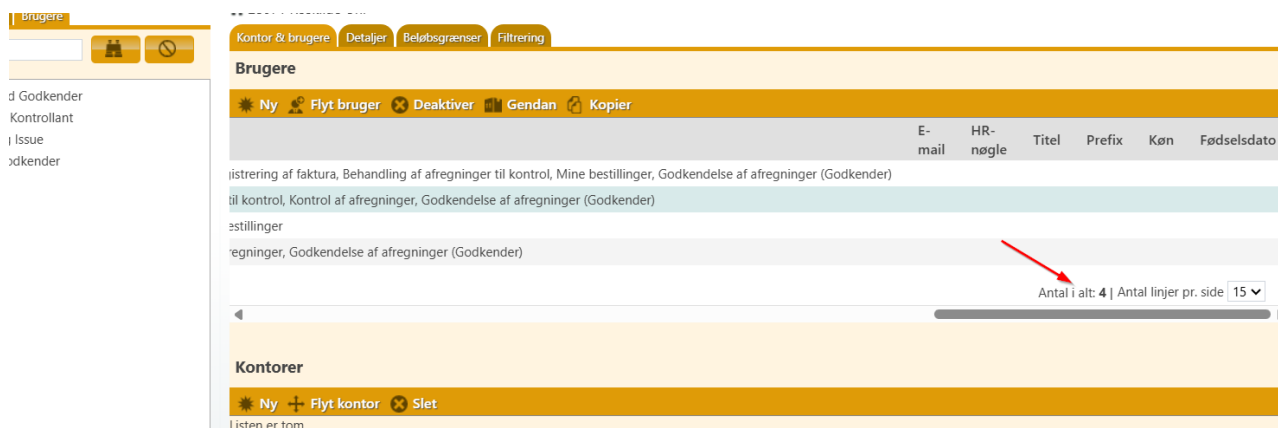 Brugere
Kontor & brugere Detaljer Beløbsgrænser Filtrering
Brugere
d Godkender
Kontrollant
Issue
odkender
Ny Flyt bruger Deaktiver Gendan Kopier
E-mail HR-nøgle Titel Prefix Køn Fødselsdato
istrering af faktura, Behandling af afregninger til kontrol, Mine bestillinger, Godkendelse af afregninger (Godkender)
til kontrol, Kontrol af afregninger, Godkendelse af afregninger (Godkender)
estillinger
regninger, Godkendelse af afregninger (Godkender)
Antal i alt: 4 | Antal linjer pr. side 15
Kontorer
Ny Flyt kontor Slet
Listen er tom